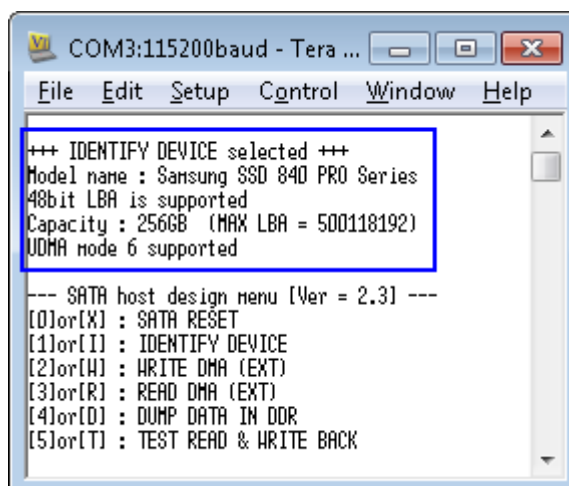 COM3:115200baud - Tera ...
File Edit Setup Control Window Help
+++ IDENTIFY DEVICE selected +++
Model name : Samsung SSD 840 PRO Series
48bit LBA is supported
Capacity : 256GB (MAX LBA = 500118192)
UDMA mode 6 supported
--- SATA host design menu [Ver = 2.3] ---
[0]or[X] : SATA RESET
[1]or[I] : IDENTIFY DEVICE
[2]or[W] : WRITE DMA (EXT)
[3]or[R] : READ DMA (EXT)
[4]or[D] : DUMP DATA IN DDR
[5]or[T] : TEST READ & WRITE BACK